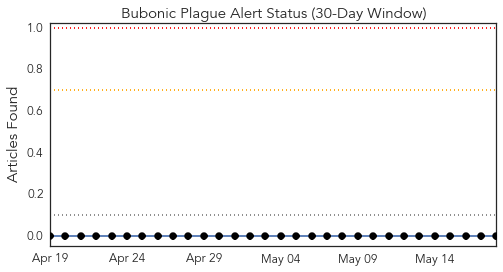 Bubonic Plague Alert Status (30-Day Window)
Articles Found
1.0
0.8
0.6
0.4
0.2
0.0
Apr 19 Apr 24 Apr 29 May 04 May 09 May 14